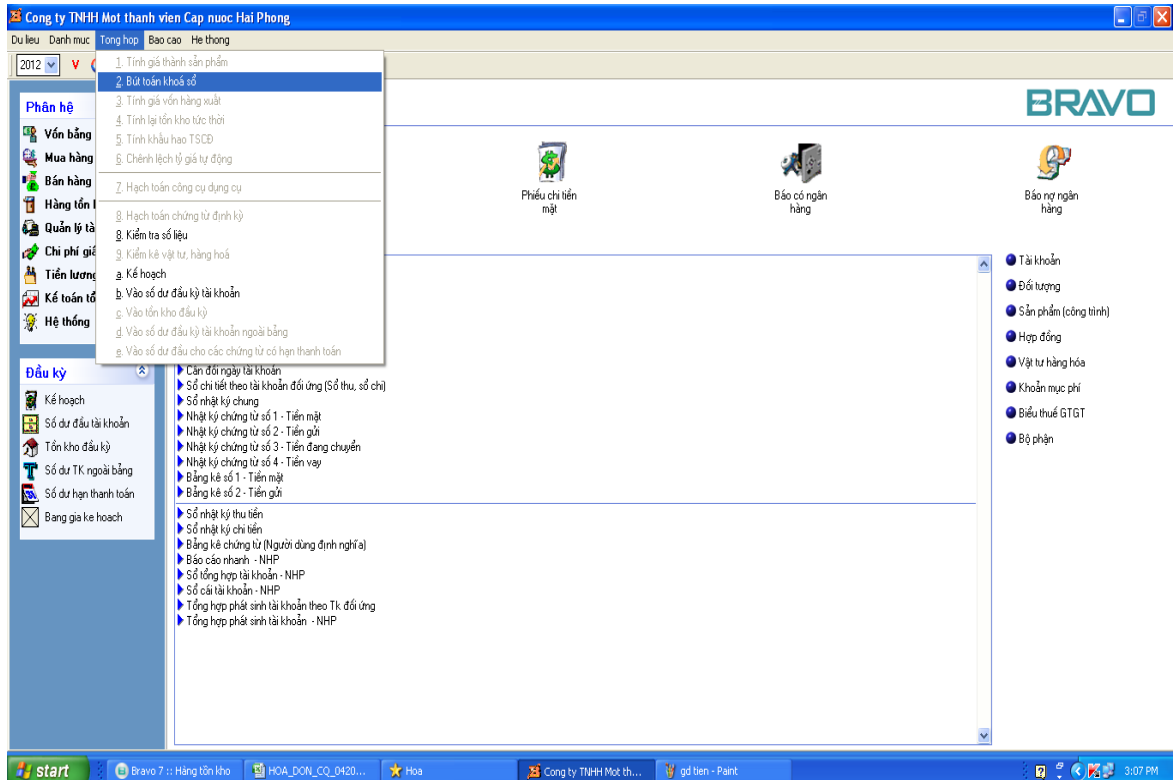 Cong ty TNHH Mot thanh vien Cap nuoc Hai Phong
Du lieu Danh muc Tong hop Bao cao He thong
2012 V
1. Tính giá thành sản phẩm
2. Bút toán khoá sổ
3. Tính giá vốn hàng xuất
4. Tính lại tồn kho tức thời
5. Tính khấu hao TSCĐ
6. Chênh lệch tỷ giá tự động
7. Hạch toán công cụ dụng cụ
8. Hạch toán chứng từ định kỳ
8. Kiểm tra số liệu
9. Kiểm kê vật tư, hàng hoá
a. Kế hoạch
b. Vào số dư đầu kỳ tài khoản
c. Vào tồn kho đầu kỳ
d. Vào số dư đầu kỳ tài khoản ngoài bảng
e. Vào số dư đầu cho các chứng từ có hạn thanh toán
BRAVO
Phân hệ
Vốn bằng
Mua hàng
Bán hàng
Hàng tồn
Quản lý tà
Chi phí giá
Tiền lương
Kế toán tổ
Hệ thống
Phiếu chi tiền
mặt
Báo có ngân
hàng
Báo nợ ngân
hàng
Đầu kỳ
Kế hoạch
Số dư đầu tài khoản
Tồn kho đầu kỳ
Số dư TK ngoài bảng
Số dư hạn thanh toán
Bang gia ke hoach
Cân đối ngày tài khoản
Sổ chi tiết theo tài khoản đối ứng (Sổ thu, sổ chi)
Sổ nhật ký chung
Nhật ký chứng từ số 1 - Tiền mặt
Nhật ký chứng từ số 2 - Tiền gửi
Nhật ký chứng từ số 3 - Tiền đang chuyển
Nhật ký chứng từ số 4 - Tiền vay
Bảng kê số 1 - Tiền mặt
Bảng kê số 2 - Tiền gửi
Sổ nhật ký thu tiền
Sổ nhật ký chi tiền
Bảng kê chứng từ (Người dùng định nghĩa)
Báo cáo nhanh - NHP
Sổ tổng hợp tài khoản - NHP
Sổ cái tài khoản - NHP
Tổng hợp phát sinh tài khoản theo Tk đối ứng
Tổng hợp phát sinh tài khoản - NHP
Tài khoản
Đối tượng
Sản phẩm (công trình)
Hợp đồng
Vật tư hàng hóa
Khoản mục phí
Biểu thuế GTGT
Bộ phận
start
Bravo 7 :: Hàng tồn kho
HOA_DON_CQ_0420...
Hoa
Cong ty TNHH Mot th...
gd tien - Paint
3:07 PM